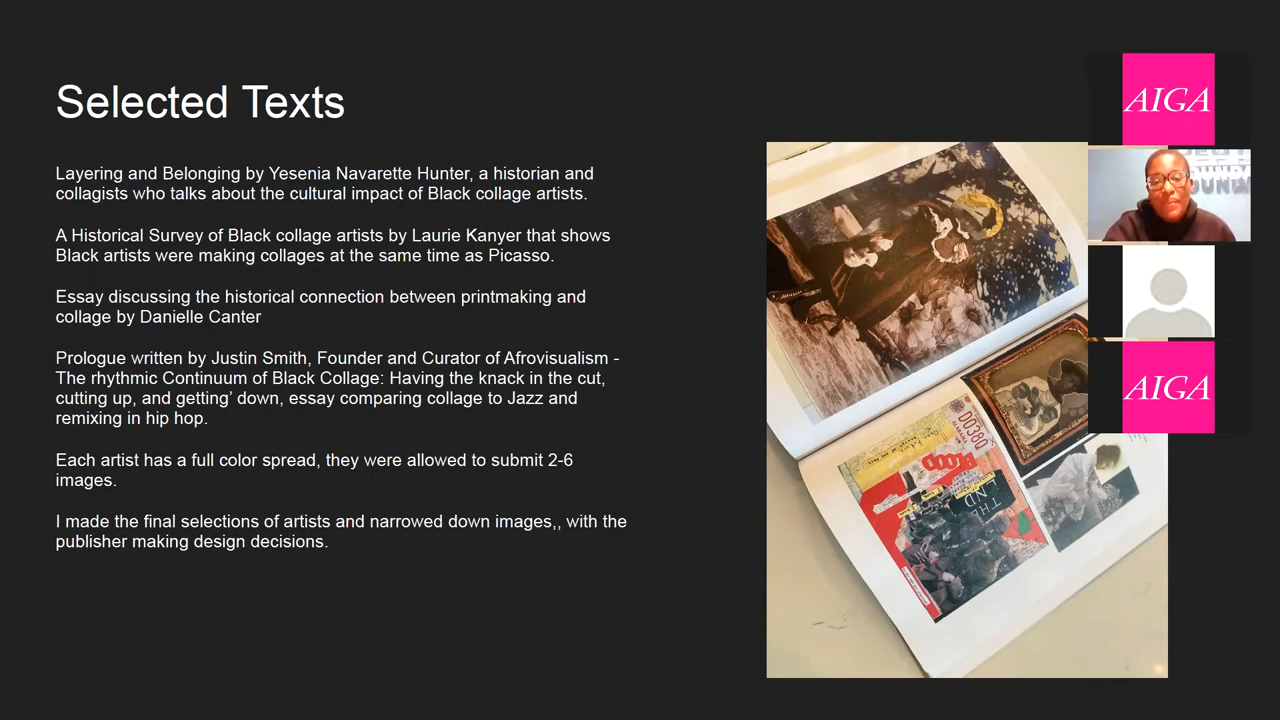 Selected Texts
Layering and Belonging by Yesenia Navarette Hunter, a historian and
collagists who talks about the cultural impact of Black collage artists.
A Historical Survey of Black collage artists by Laurie Kanyer that shows
Black artists were making collages at the same time as Picasso.
Essay discussing the historical connection between printmaking and
collage by Danielle Canter
Prologue written by Justin Smith, Founder and Curator of Afrovisualism -
The rhythmic Continuum of Black Collage: Having the knack in the cut,
cutting up, and getting’ down, essay comparing collage to Jazz and
remixing in hip hop.
Each artist has a full color spread, they were allowed to submit 2-6
images.
I made the final selections of artists and narrowed down images,, with the
publisher making design decisions.
AIGA
AIGA
D0380
THE
END